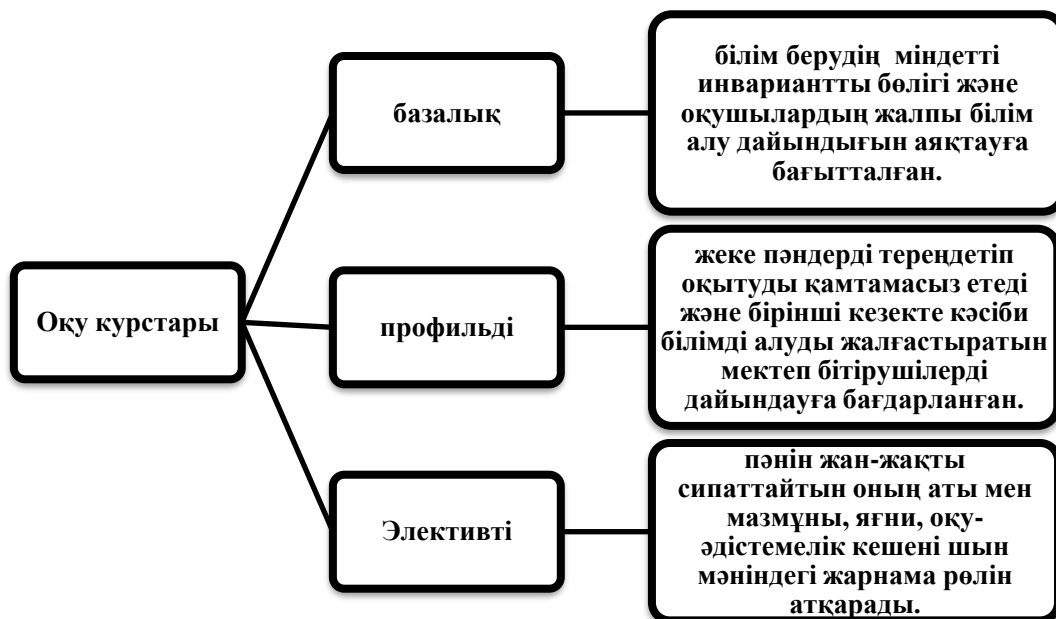 Оқу курстары
базалық
білім берудің  міндетті
инвариантты бөлігі және
оқушылардың жалпы білім
алу дайындығын аяқтауға
бағытталған.
профильді
жеке пәндерді тереңдетіп
оқытуды қамтамасыз етеді
және бірінші кезекте кәсіби
білімді алуды жалғастыратын
мектеп бітірушілерді
дайындауға бағдарланған.
Элективті
пәнін жан-жақты
сипаттайтын оның аты мен
мазмұны, яғни, оқу-
әдістемелік кешені шын
мәніндегі жарнама рөлін
атқарады.